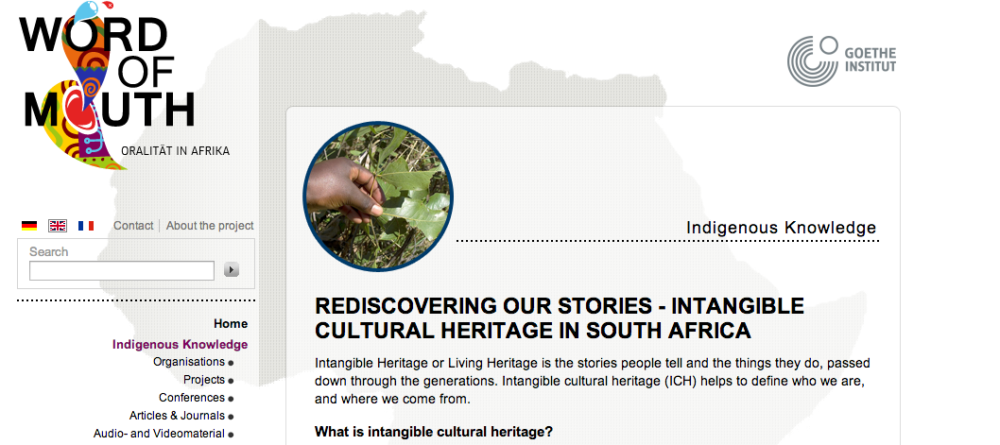 WORD
OF
MOUTH
ORALITÄT IN AFRIKA
GOETHE
INSTITUT
Contact
About the project
Search
Home
Indigenous Knowledge
Organisations
Projects
Conferences
Articles & Journals
Audio- and Videomaterial
Indigenous Knowledge
REDISCOVERING OUR STORIES - INTANGIBLE
CULTURAL HERITAGE IN SOUTH AFRICA
Intangible Heritage or Living Heritage is the stories people tell and the things they do, passed
down through the generations. Intangible cultural heritage (ICH) helps to define who we are,
and where we come from.
What is intangible cultural heritage?